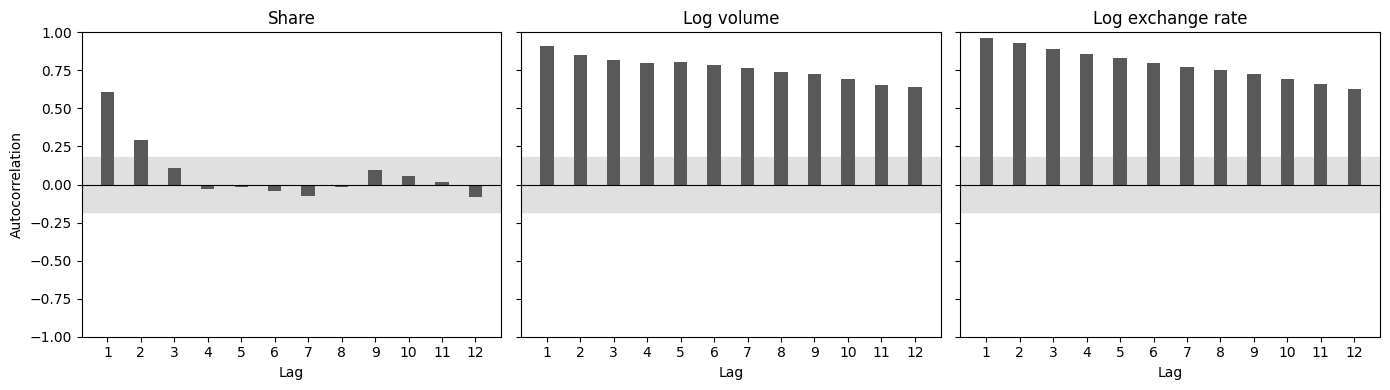 Share Log volume Log exchange rate
1.00
0.75
0.50
0.25
0.00
−0.25
−0.50
−0.75
−1.00
Autocorrelation
1 2 3 4 5 6 7 8 9 10 11 12 1 2 3 4 5 6 7 8 9 10 11 12 1 2 3 4 5 6 7 8 9 10 11 12
Lag Lag Lag